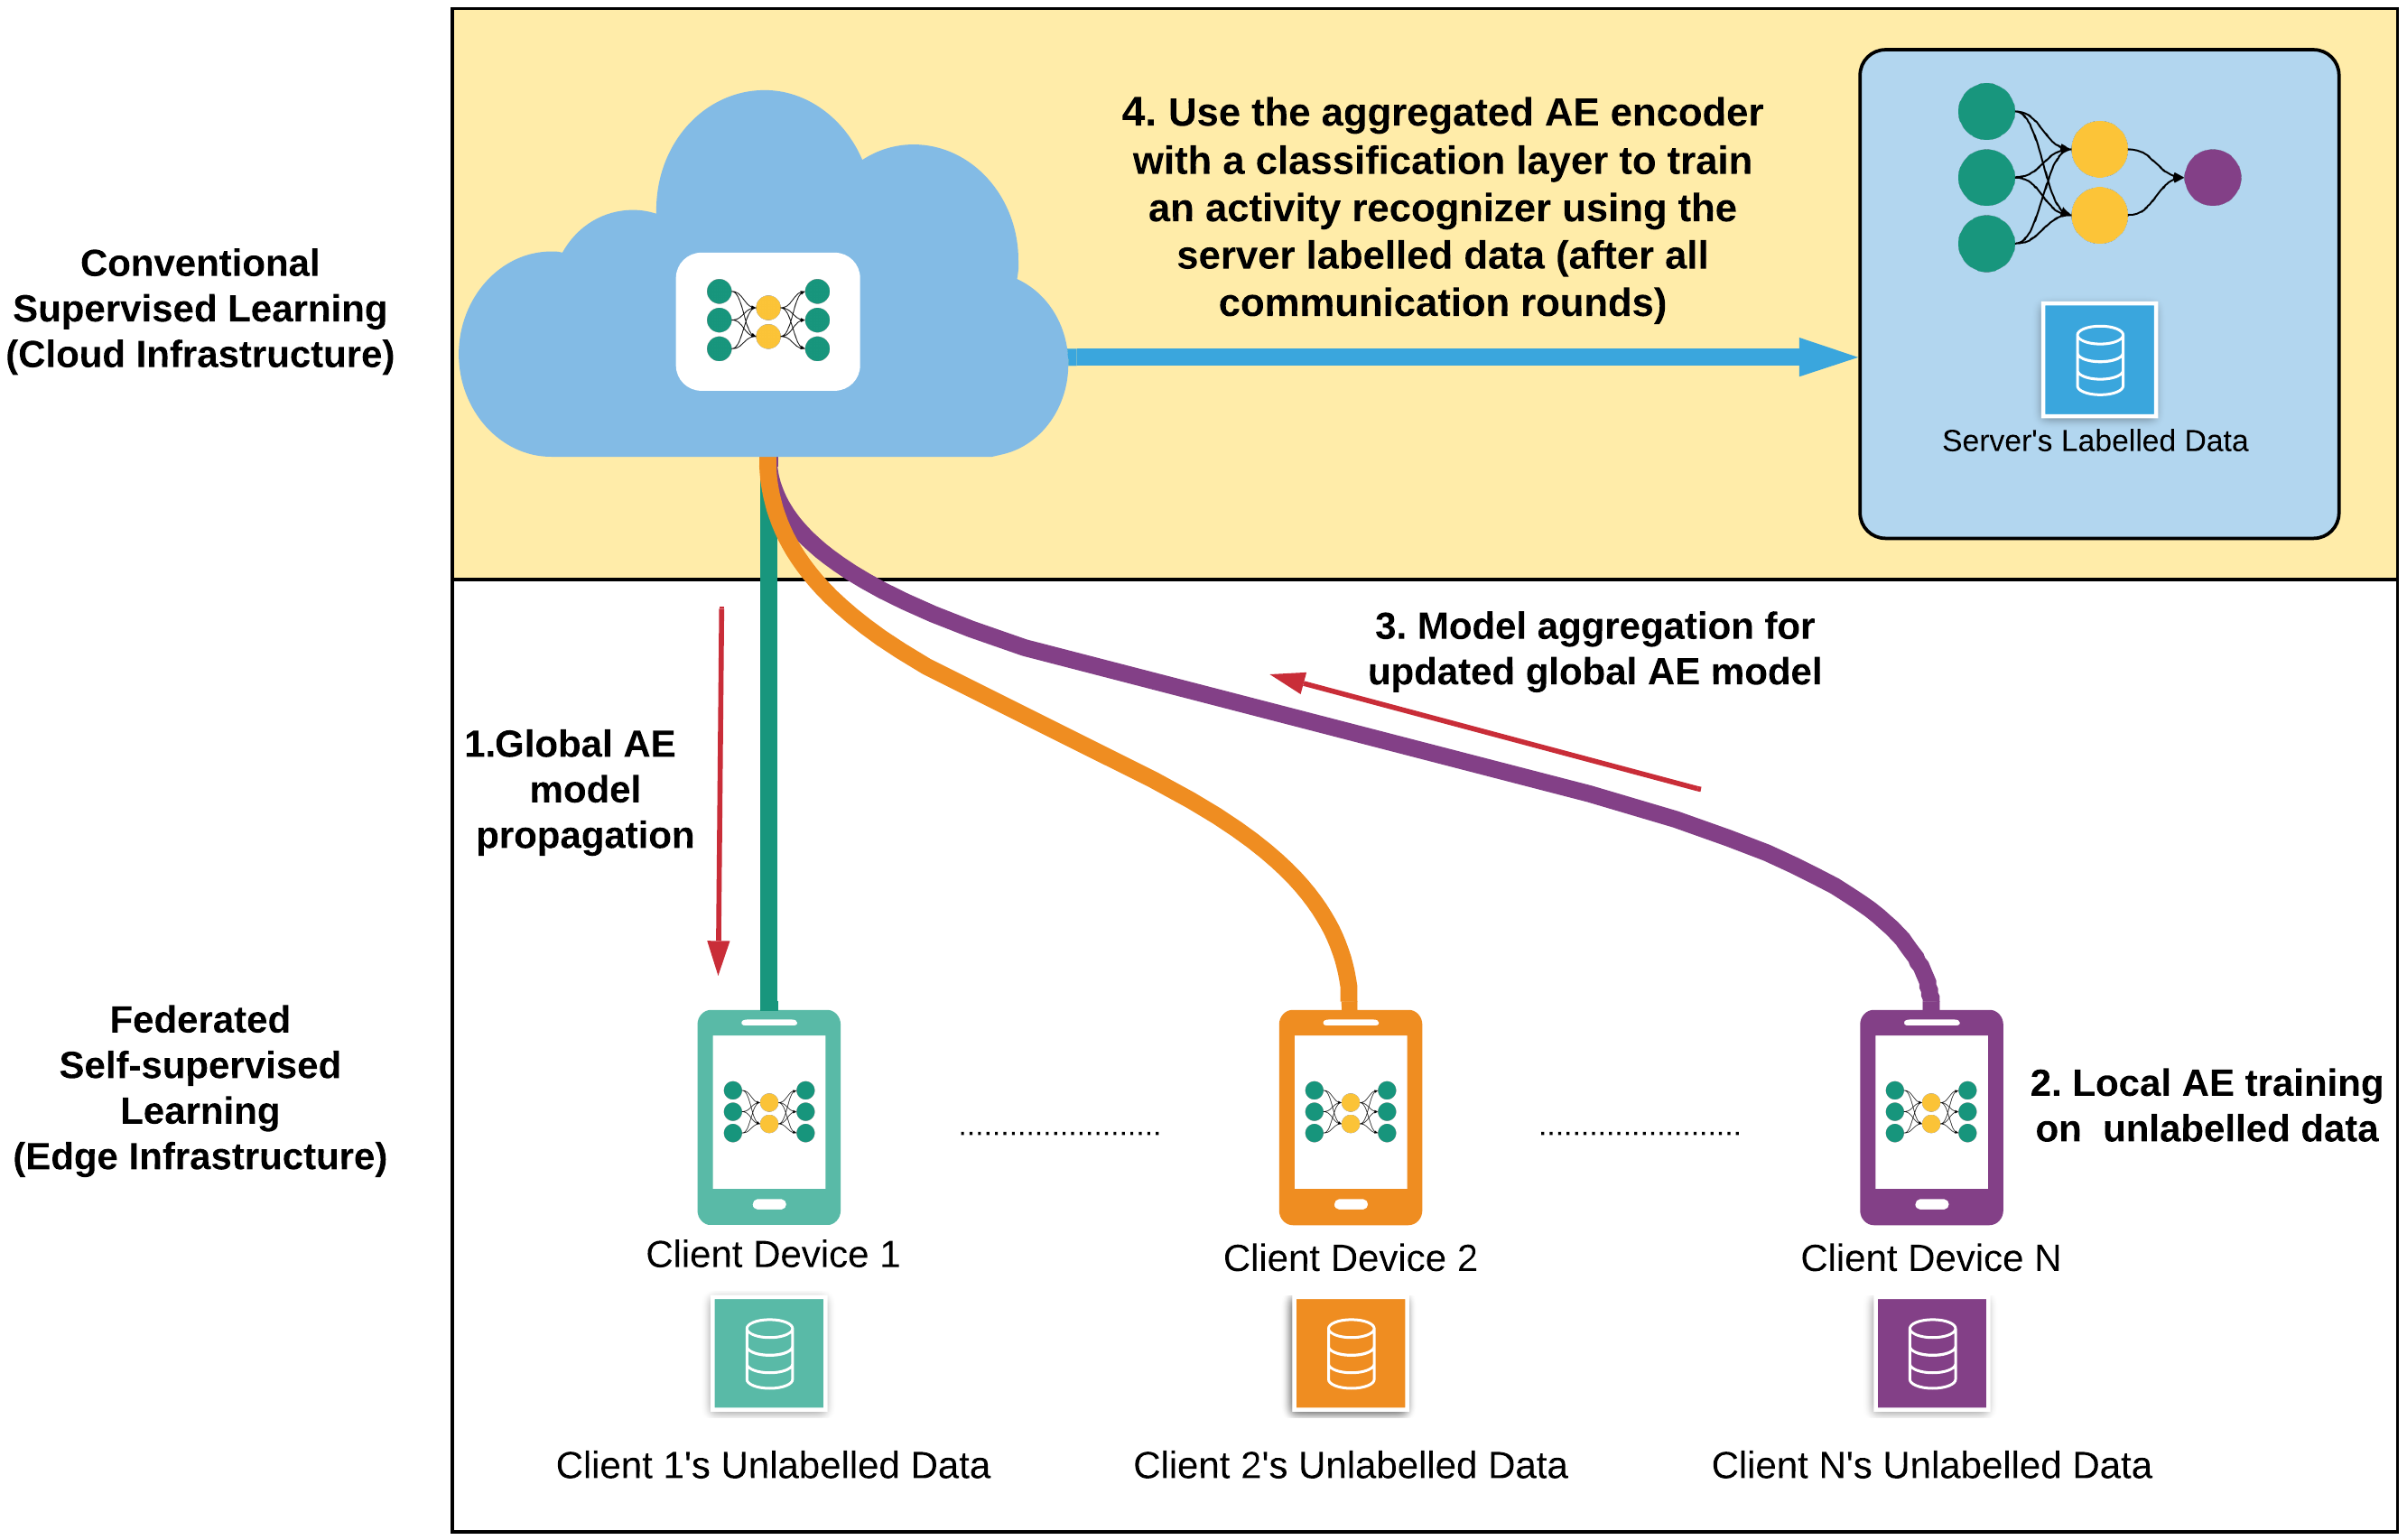 Conventional
Supervised Learning
(Cloud Infrastructure)
4. Use the aggregated AE encoder
with a classification layer to train
an activity recognizer using the
server labelled data (after all
communication rounds)
Server's Labelled Data
3. Model aggregation for
updated global AE model
1.Global AE
model
propagation
Federated
Self-supervised
Learning
(Edge Infrastructure)
2. Local AE training
on  unlabelled data
Client Device 1
Client Device 2
Client Device N
Client 1's Unlabelled Data
Client 2's Unlabelled Data
Client N's Unlabelled Data